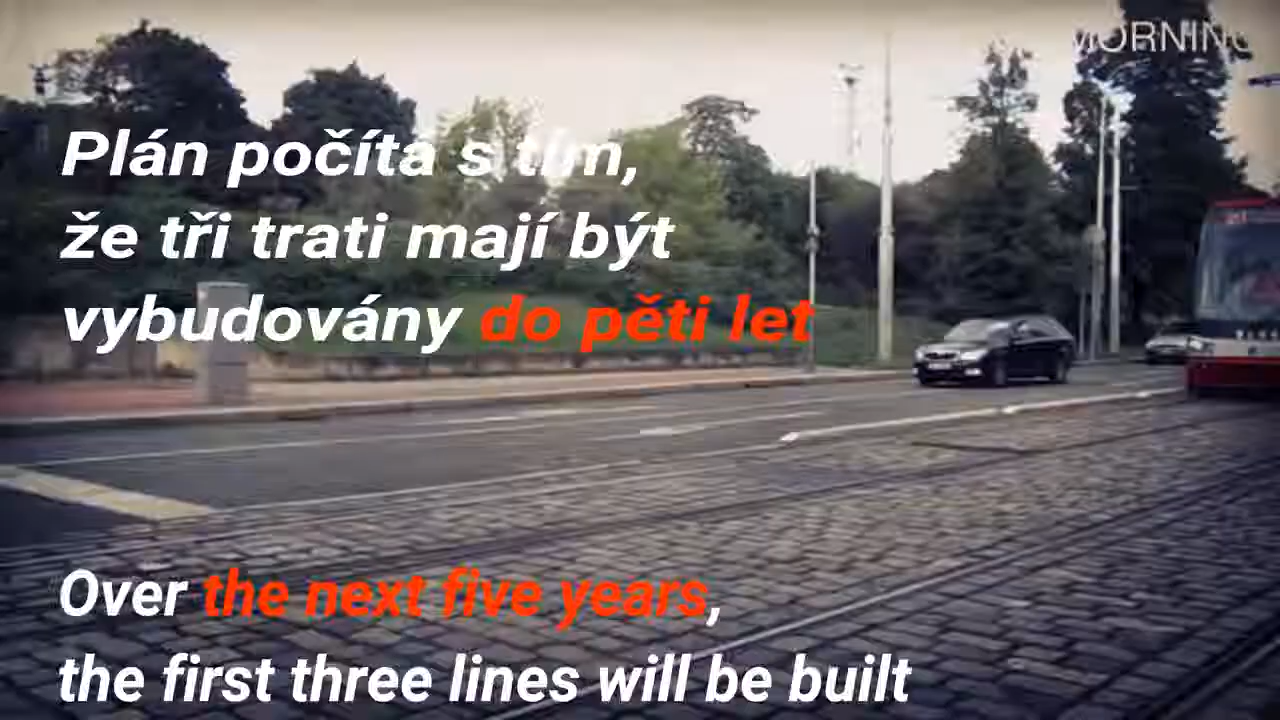 MORNING
Plán počítá s tím,
že tři trati mají být
vybudovány do pěti let
Over the next five years,
the first three lines will be built